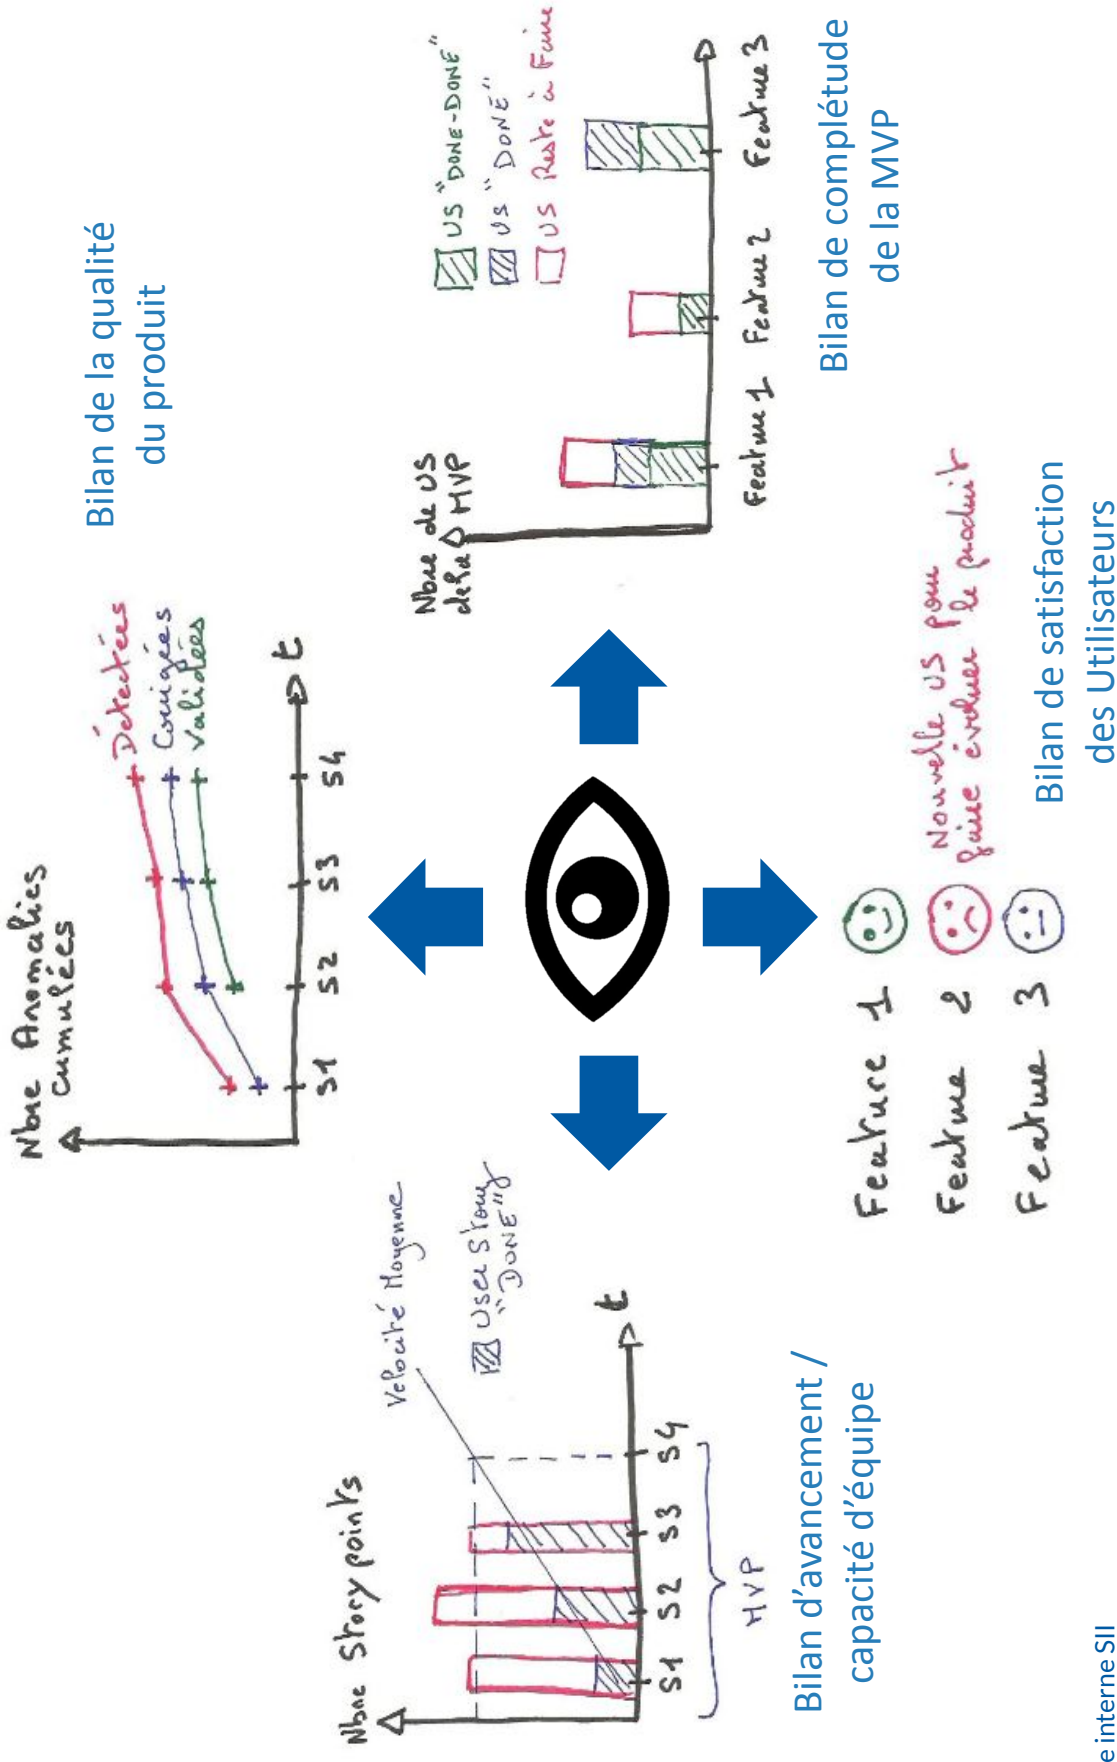 Nbre Story points
Vélocité Moyenne
User Story
"DONE"
t
S1 S2 S3 S4
MVP
Bilan d'avancement /
capacité d'équipe
Nbre Anomalies
cumulées
Détectées
Corrigées
Validées
t
S1 S2 S3 S4
Bilan de la qualité
du produit
Feature 1
Feature 2
Nouvelle US pour
faire évoluer le produit
Feature 3
Bilan de satisfaction
des Utilisateurs
Nbre de US
de la MVP
US "DONE-DONE"
US "DONE"
US Reste à Faire
Feature 1 Feature 2 Feature 3
Bilan de complétude
de la MVP
e interne SII